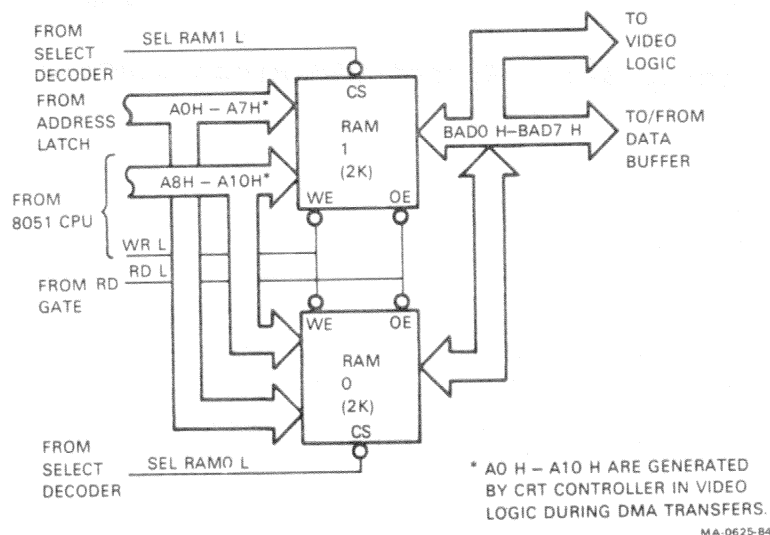 FROM
SELECT
DECODER
SEL RAM1 L
FROM
ADDRESS
LATCH
A0H – A7H*
A8H – A10H*
FROM
8051 CPU
WR L
RD L
FROM RD
GATE
CS
RAM
1
(2K)
WE OE
WE OE
RAM
0
(2K)
CS
FROM
SELECT
DECODER
SEL RAM0 L
TO
VIDEO
LOGIC
BAD0 H–BAD7 H
TO/FROM
DATA
BUFFER
* A0 H – A10 H ARE GENERATED
BY CRT CONTROLLER IN VIDEO
LOGIC DURING DMA TRANSFERS.
MA-0625-84